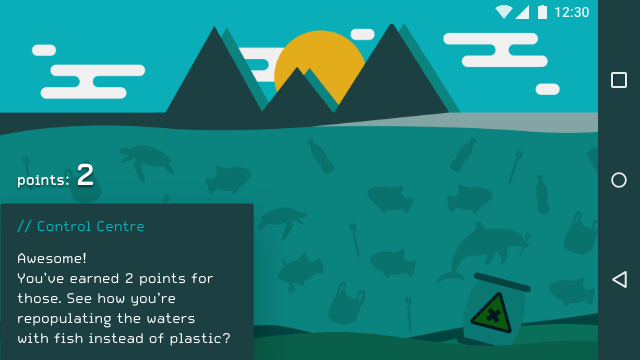 12:30
points: 2
// Control Centre
Awesome!
You've earned 2 points for
those. See how you're
repopulating the waters
with fish instead of plastic?